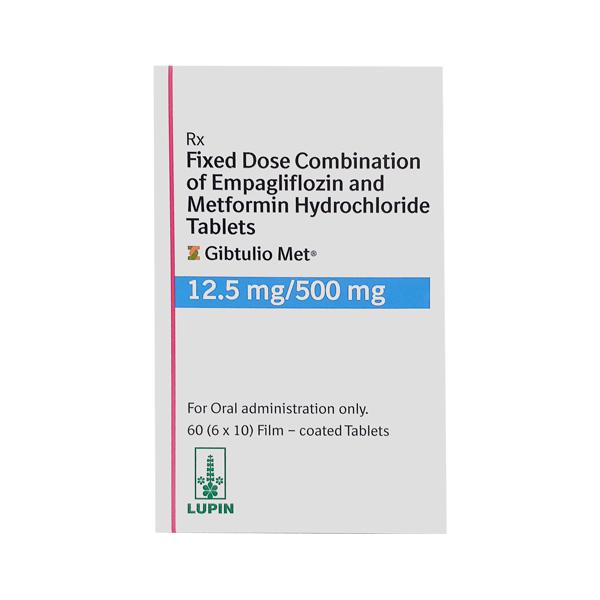 Rx
Fixed Dose Combination
of Empagliflozin and
Metformin Hydrochloride
Tablets
Gibtulio Met®
12.5 mg/500 mg
For Oral administration only.
60 (6 x 10) Film – coated Tablets
LUPIN